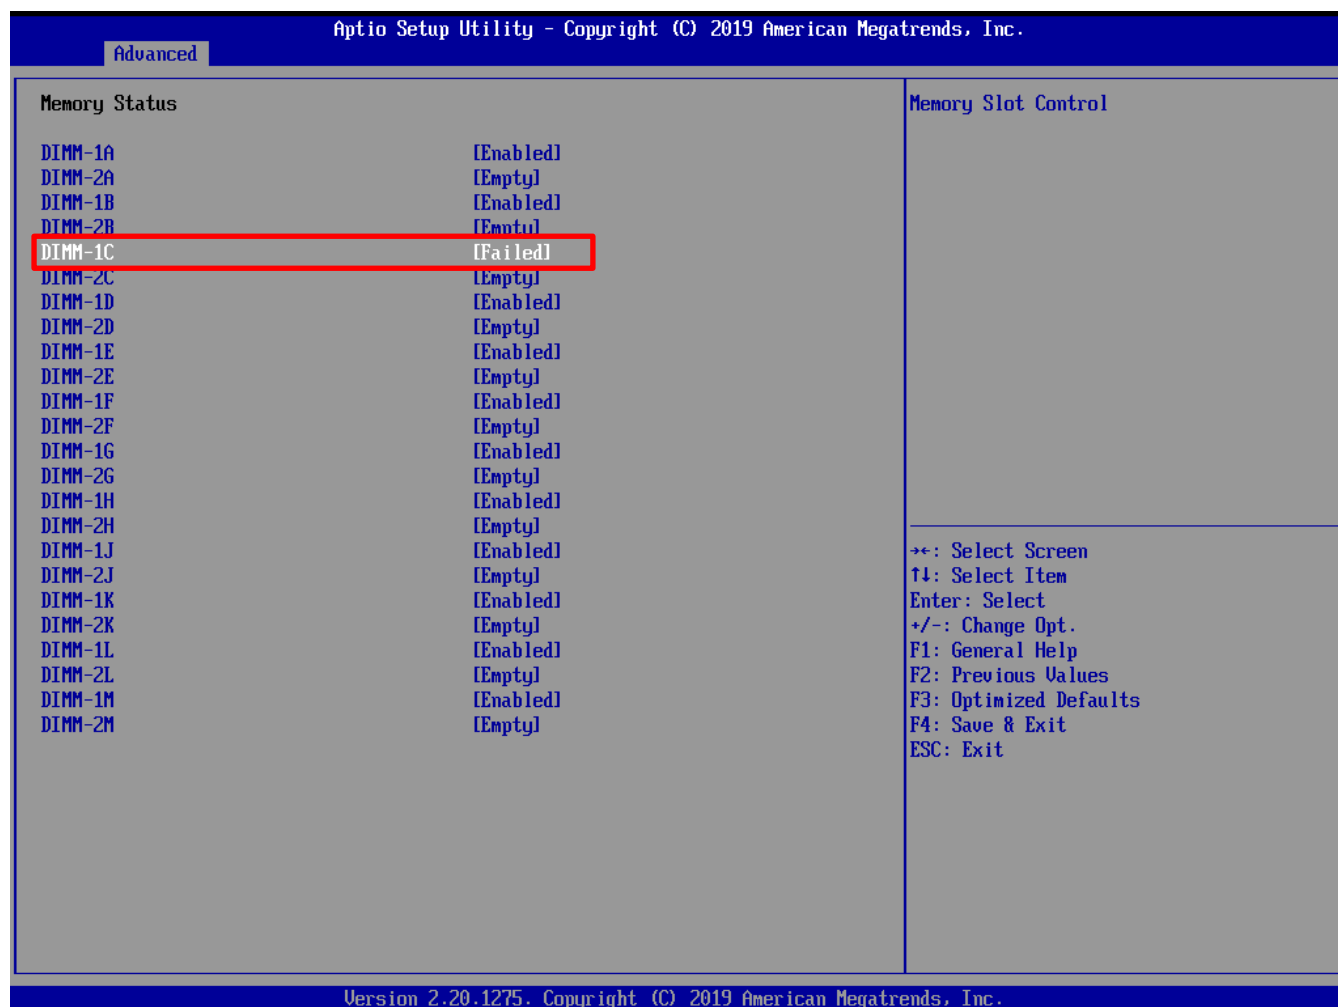 Aptio Setup Utility - Copyright (C) 2019 American Megatrends, Inc.
Advanced
Memory Status
DIMM-1A [Enabled]
DIMM-2A [Empty]
DIMM-1B [Enabled]
DIMM-2B [Empty]
DIMM-1C [Failed]
DIMM-2C [Empty]
DIMM-1D [Enabled]
DIMM-2D [Empty]
DIMM-1E [Enabled]
DIMM-2E [Empty]
DIMM-1F [Enabled]
DIMM-2F [Empty]
DIMM-1G [Enabled]
DIMM-2G [Empty]
DIMM-1H [Enabled]
DIMM-2H [Empty]
DIMM-1J [Enabled]
DIMM-2J [Empty]
DIMM-1K [Enabled]
DIMM-2K [Empty]
DIMM-1L [Enabled]
DIMM-2L [Empty]
DIMM-1M [Enabled]
DIMM-2M [Empty]
Memory Slot Control
→←: Select Screen
↑↓: Select Item
Enter: Select
+/-: Change Opt.
F1: General Help
F2: Previous Values
F3: Optimized Defaults
F4: Save & Exit
ESC: Exit
Version 2.20.1275. Copyright (C) 2019 American Megatrends, Inc.